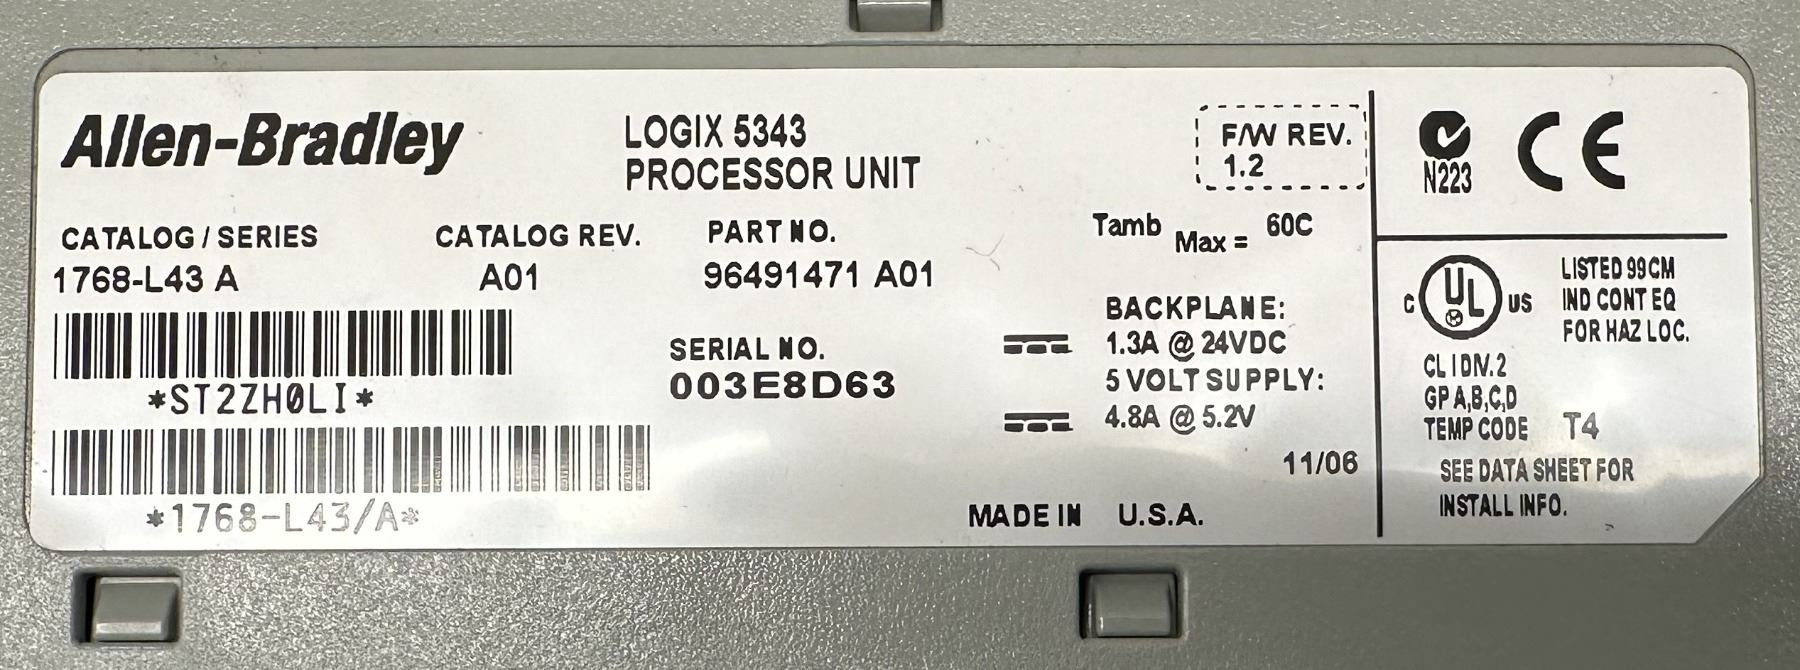 Allen-Bradley
LOGIX 5343
PROCESSOR UNIT
F/W REV.
1.2
CATALOG / SERIES
1768-L43 A
CATALOG REV.
A01
PART NO.
96491471 A01
Tamb Max = 60C
*ST2ZH0LI*
SERIAL NO.
003E8D63
BACKPLANE:
1.3A @ 24VDC
5 VOLT SUPPLY:
4.8A @ 5.2V
11/06
*1768-L43/A*
MADE IN U.S.A.
N223
CE
C UL US
LISTED 99CM
IND CONT EQ
FOR HAZ LOC.
CL I DIV. 2
GP A,B,C,D
TEMP CODE T4
SEE DATA SHEET FOR
INSTALL INFO.